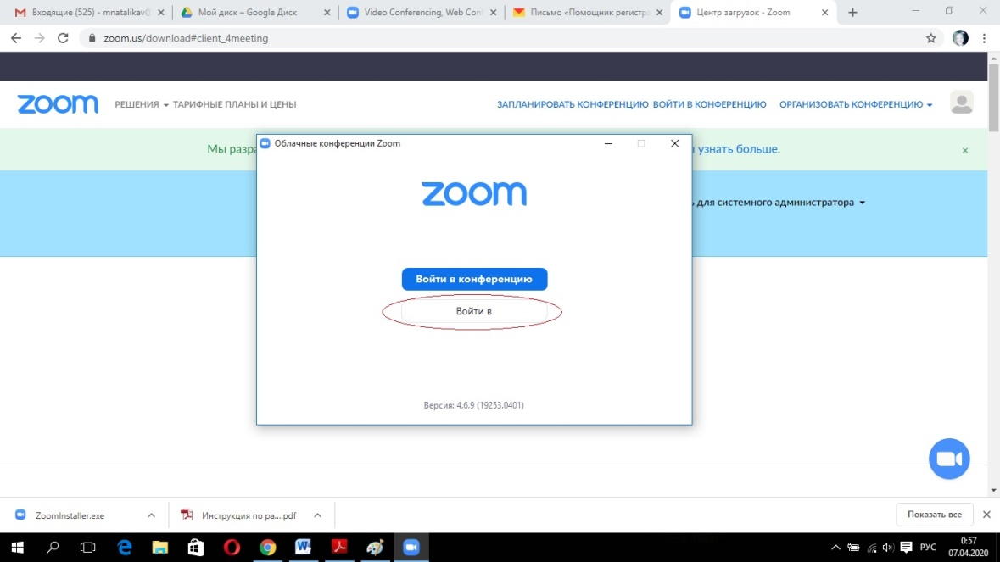 Входящие (525) - mnatalikav@
Мой диск – Google Диск
Video Conferencing, Web Conf
Письмо «Помощник регистра
Центр загрузок - Zoom
zoom.us/download#client_4meeting
zoom
РЕШЕНИЯ
ТАРИФНЫЕ ПЛАНЫ И ЦЕНЫ
ЗАПЛАНИРОВАТЬ КОНФЕРЕНЦИЮ
ВОЙТИ В КОНФЕРЕНЦИЮ
ОРГАНИЗОВАТЬ КОНФЕРЕНЦИЮ
Мы разра
узнать больше.
для системного администратора
Облачные конференции Zoom
zoom
Войти в конференцию
Войти в
Версия: 4.6.9 (19253.0401)
ZoomInstaller.exe
Инструкция по ра....pdf
Показать все
РУС
0:57
07.04.2020